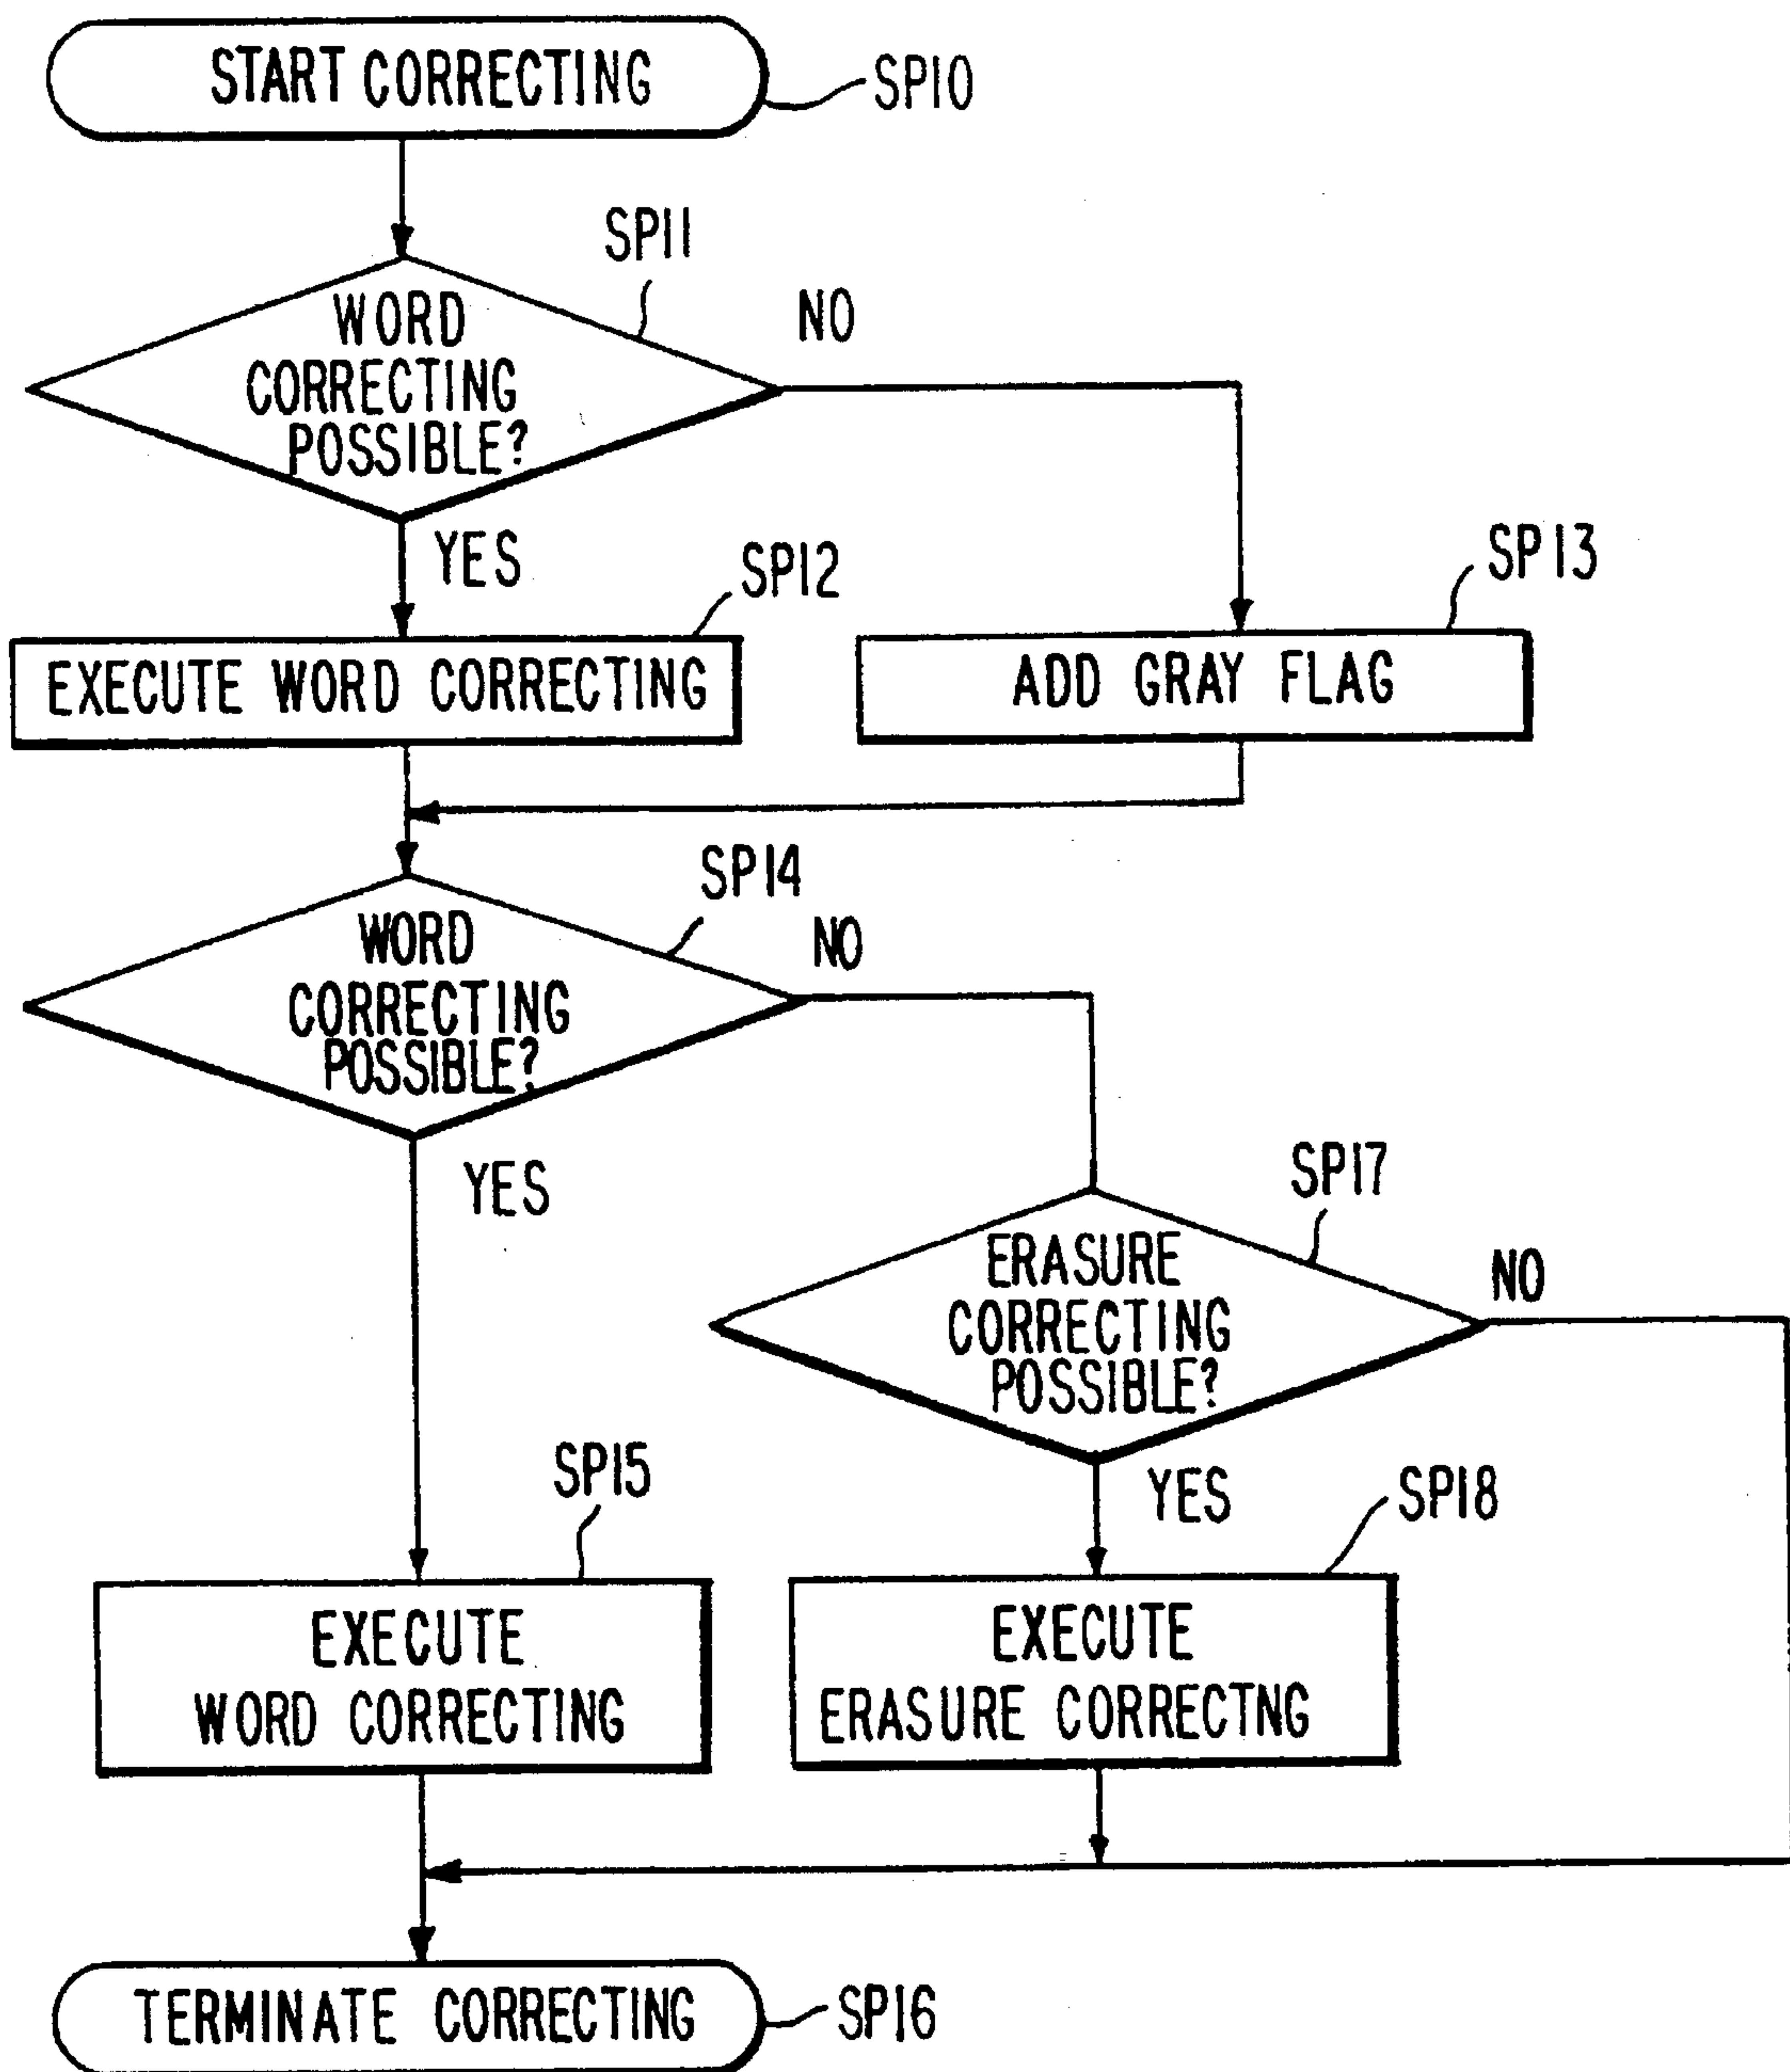 START CORRECTING
SP10
SP11
WORD
CORRECTING
POSSIBLE?
NO
YES
SP12
SP13
EXECUTE WORD CORRECTING
ADD GRAY FLAG
SP14
WORD
CORRECTING
POSSIBLE?
NO
YES
SP17
ERASURE
CORRECTING
POSSIBLE?
NO
YES
SP15
SP18
EXECUTE
WORD CORRECTING
EXECUTE
ERASURE CORRECTNG
TERMINATE CORRECTING
SP16